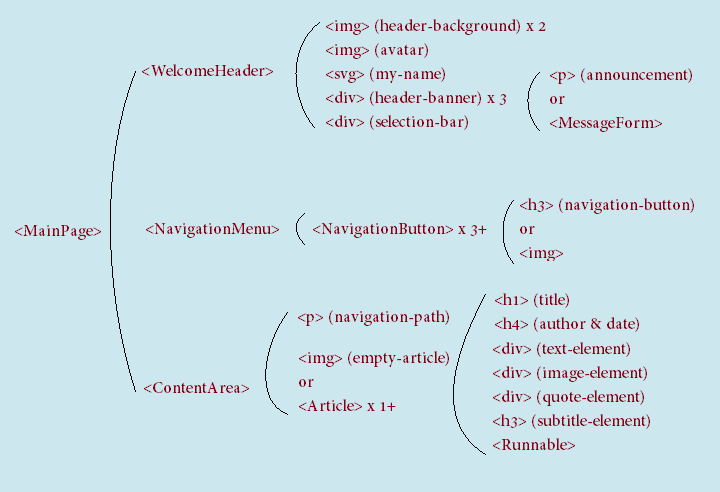 <MainPage>
<WelcomeHeader>
<img> (header-background) x 2
<img> (avatar)
<svg> (my-name)
<div> (header-banner) x 3
<div> (selection-bar)
<p> (announcement)
or
<MessageForm>
<NavigationMenu>
<NavigationButton> x 3+
<h3> (navigation-button)
or
<img>
<ContentArea>
<p> (navigation-path)
<img> (empty-article)
or
<Article> x 1+
<h1> (title)
<h4> (author & date)
<div> (text-element)
<div> (image-element)
<div> (quote-element)
<h3> (subtitle-element)
<Runnable>